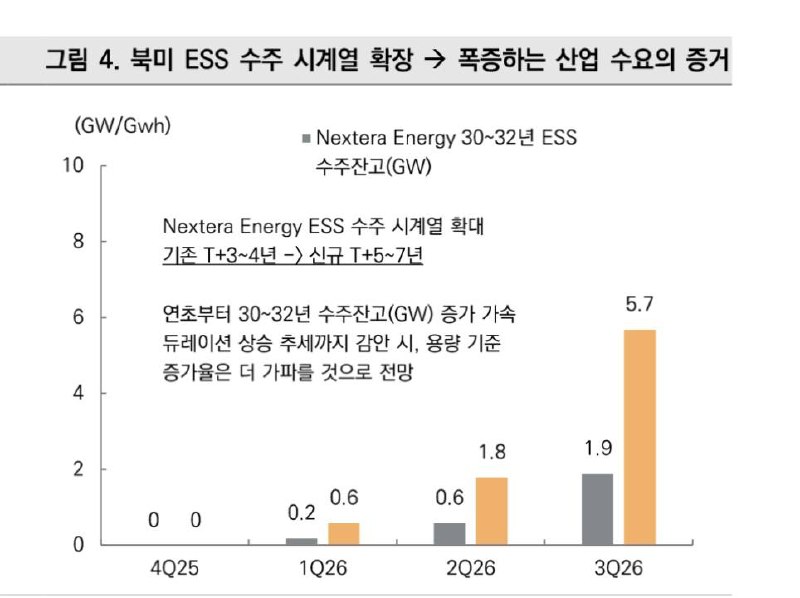 그림 4. 북미 ESS 수주 시계열 확장 → 폭증하는 산업 수요의 증거
(GW/Gwh)
■ Nextera Energy 30~32년 ESS
수주잔고(GW)
10
8
6
4
2
0
Nextera Energy ESS 수주 시계열 확대
기존 T+3~4년 -> 신규 T+5~7년
연초부터 30~32년 수주잔고(GW) 증가 가속
듀레이션 상승 추세까지 감안 시, 용량 기준
증가율은 더 가파를 것으로 전망
0 0
0.2 0.6
0.6 1.8
1.9 5.7
4Q25 1Q26 2Q26 3Q26